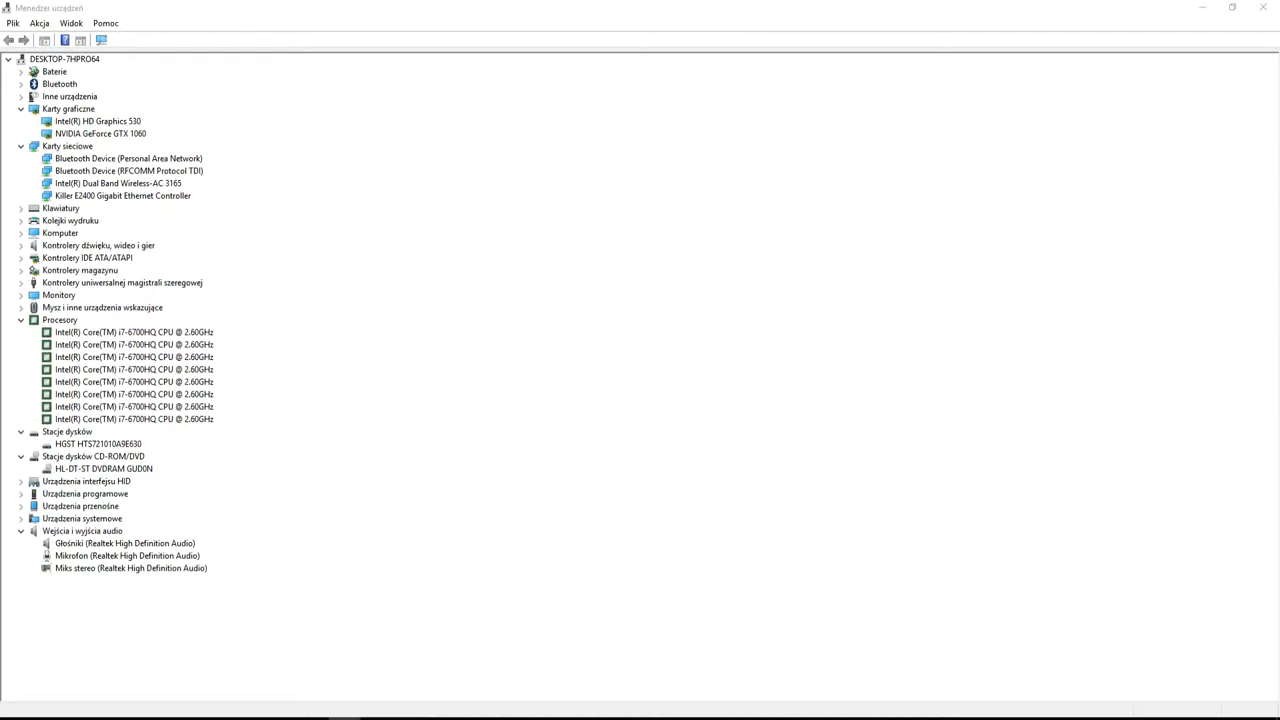 Menedżer urządzeń
Plik Akcja Widok Pomoc
DESKTOP-7HPRO64
Baterie
Bluetooth
Inne urządzenia
Karty graficzne
Intel(R) HD Graphics 530
NVIDIA GeForce GTX 1060
Karty sieciowe
Bluetooth Device (Personal Area Network)
Bluetooth Device (RFCOMM Protocol TDI)
Intel(R) Dual Band Wireless-AC 3165
Killer E2400 Gigabit Ethernet Controller
Klawiatury
Kolejki wydruku
Komputer
Kontrolery dźwięku, wideo i gier
Kontrolery IDE ATA/ATAPI
Kontrolery magazynu
Kontrolery uniwersalnej magistrali szeregowej
Monitory
Mysz i inne urządzenia wskazujące
Procesory
Intel(R) Core(TM) i7-6700HQ CPU @ 2.60GHz
Intel(R) Core(TM) i7-6700HQ CPU @ 2.60GHz
Intel(R) Core(TM) i7-6700HQ CPU @ 2.60GHz
Intel(R) Core(TM) i7-6700HQ CPU @ 2.60GHz
Intel(R) Core(TM) i7-6700HQ CPU @ 2.60GHz
Intel(R) Core(TM) i7-6700HQ CPU @ 2.60GHz
Intel(R) Core(TM) i7-6700HQ CPU @ 2.60GHz
Intel(R) Core(TM) i7-6700HQ CPU @ 2.60GHz
Stacje dysków
HGST HTS721010A9E630
Stacje dysków CD-ROM/DVD
HL-DT-ST DVDRAM GUD0N
Urządzenia interfejsu HID
Urządzenia programowe
Urządzenia przenośne
Urządzenia systemowe
Wejścia i wyjścia audio
Głośniki (Realtek High Definition Audio)
Mikrofon (Realtek High Definition Audio)
Miks stereo (Realtek High Definition Audio)